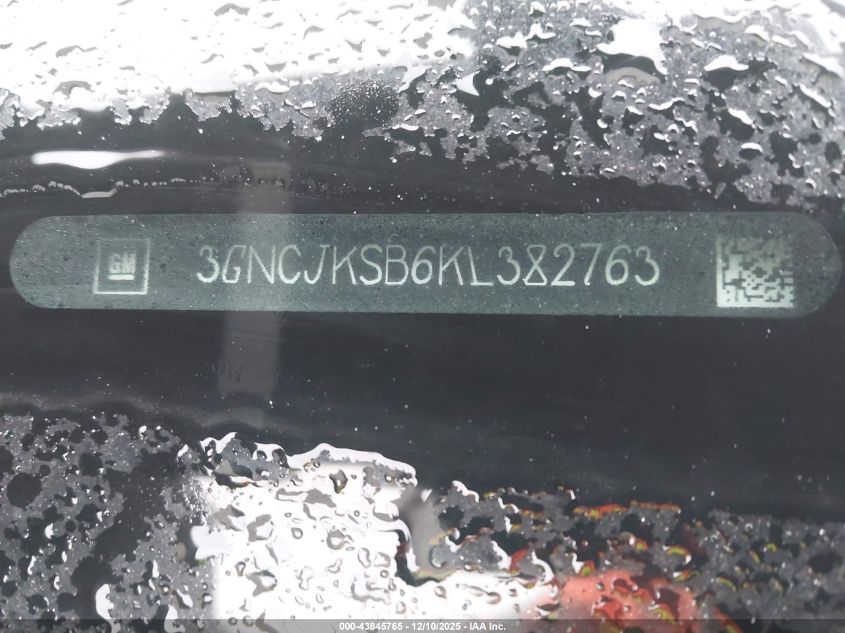 GM 3GNCJKSB6KL382763
000-43845765 - 12/10/2025 - IAA Inc.